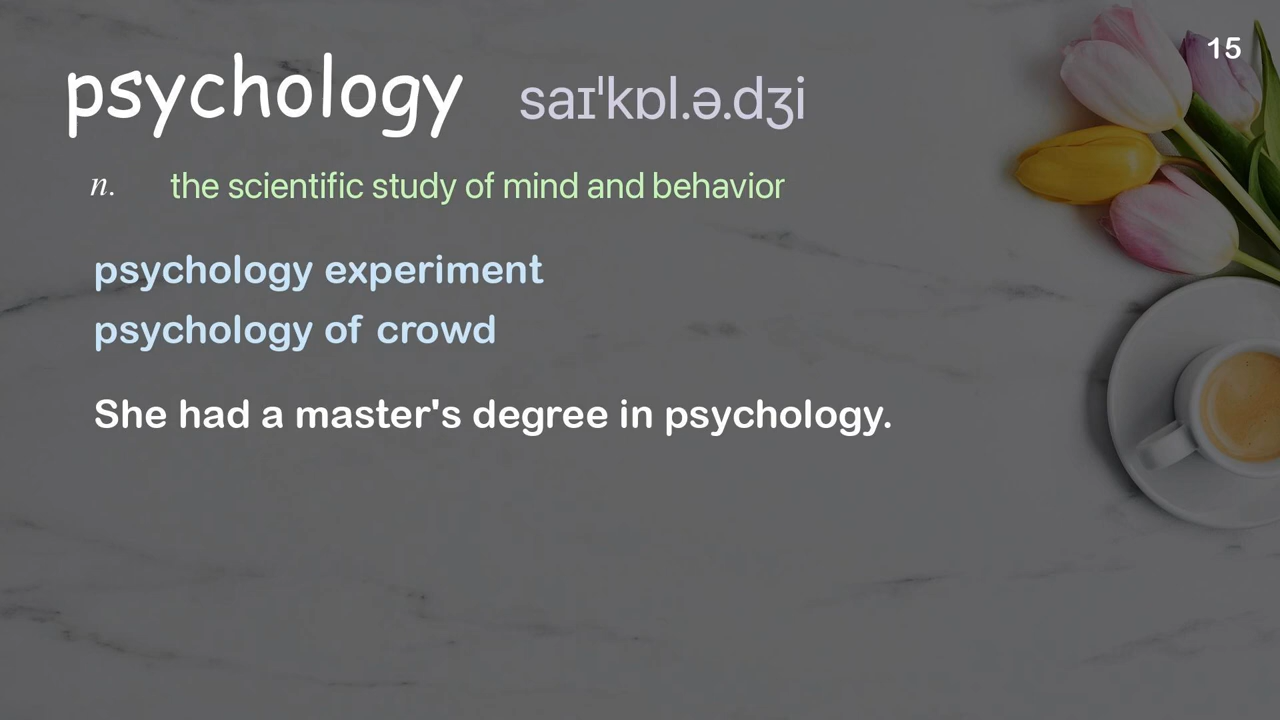 15
psychology saɪˈkɒl.ə.dʒi
n. the scientific study of mind and behavior
psychology experiment
psychology of crowd
She had a master's degree in psychology.